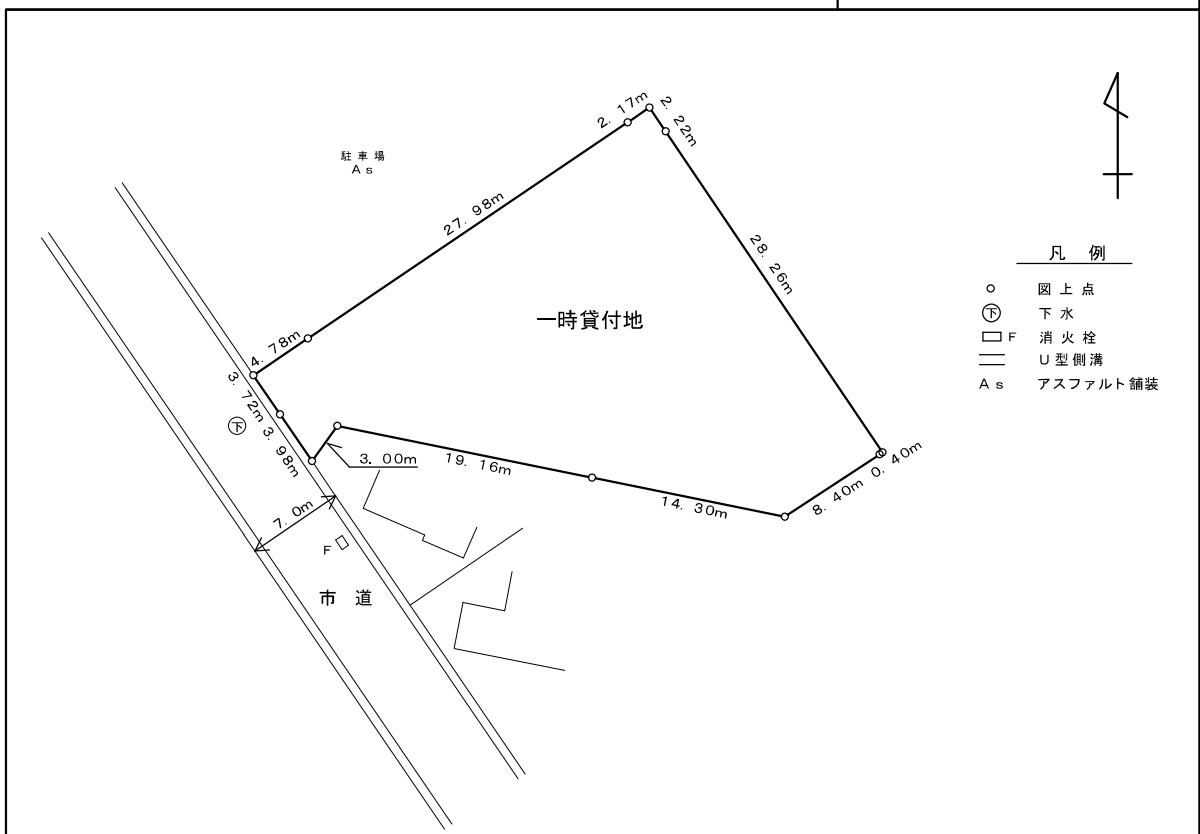 2. 17m
2. 22m
駐車場
As
27. 98m
28. 26m
凡 例
図上点
下 下水
F 消火栓
U型側溝
As アスファルト舗装
一時貸付地
4. 78m
3. 72m
3. 98m
下
3. 00m
19. 16m
14. 30m
8. 40m
0. 40m
7. 0m
F
市 道